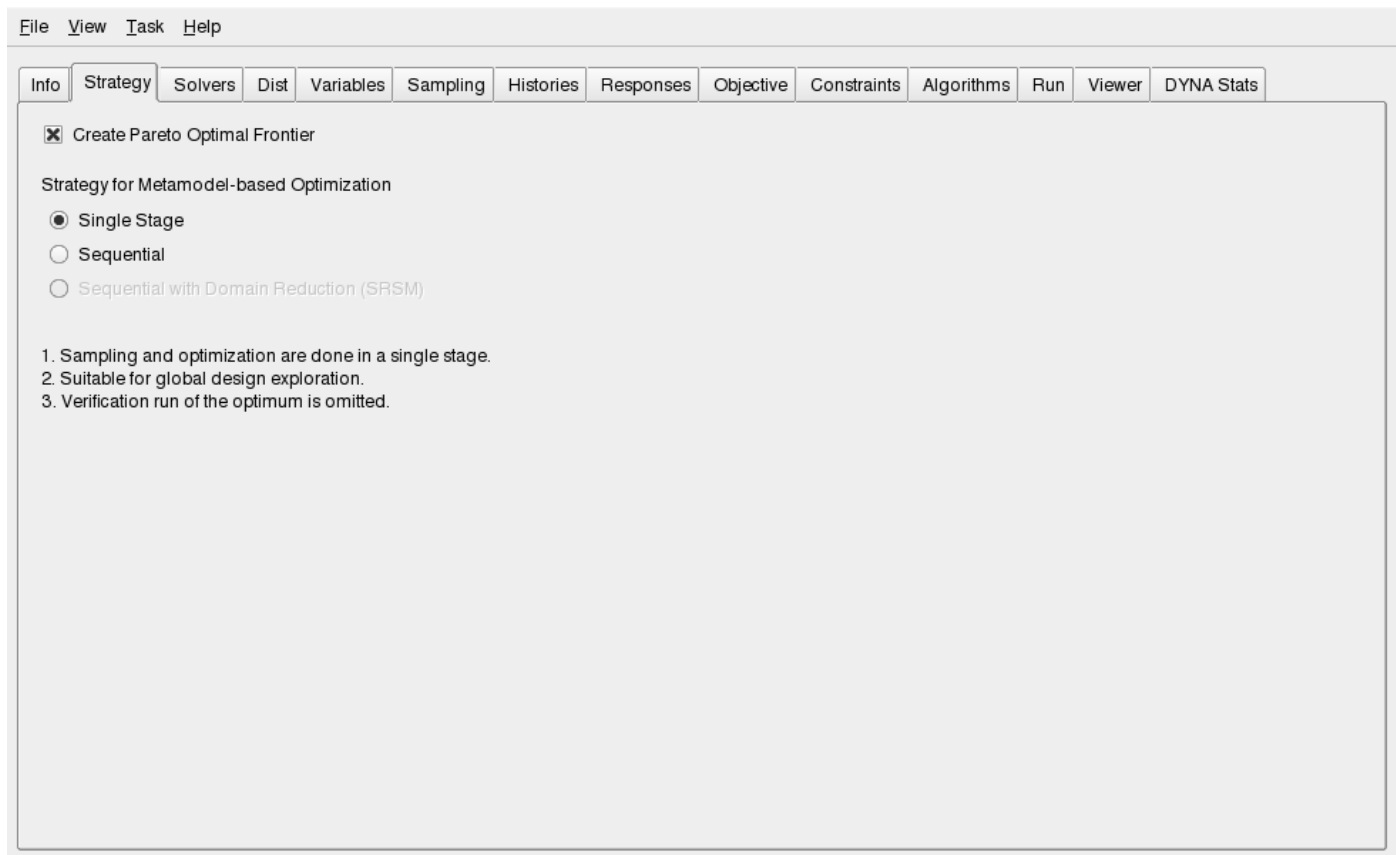 File View Task Help
Info Strategy Solvers Dist Variables Sampling Histories Responses Objective Constraints Algorithms Run Viewer DYNA Stats
Create Pareto Optimal Frontier
Strategy for Metamodel-based Optimization
Single Stage
Sequential
Sequential with Domain Reduction (SRSM)
1. Sampling and optimization are done in a single stage.
2. Suitable for global design exploration.
3. Verification run of the optimum is omitted.